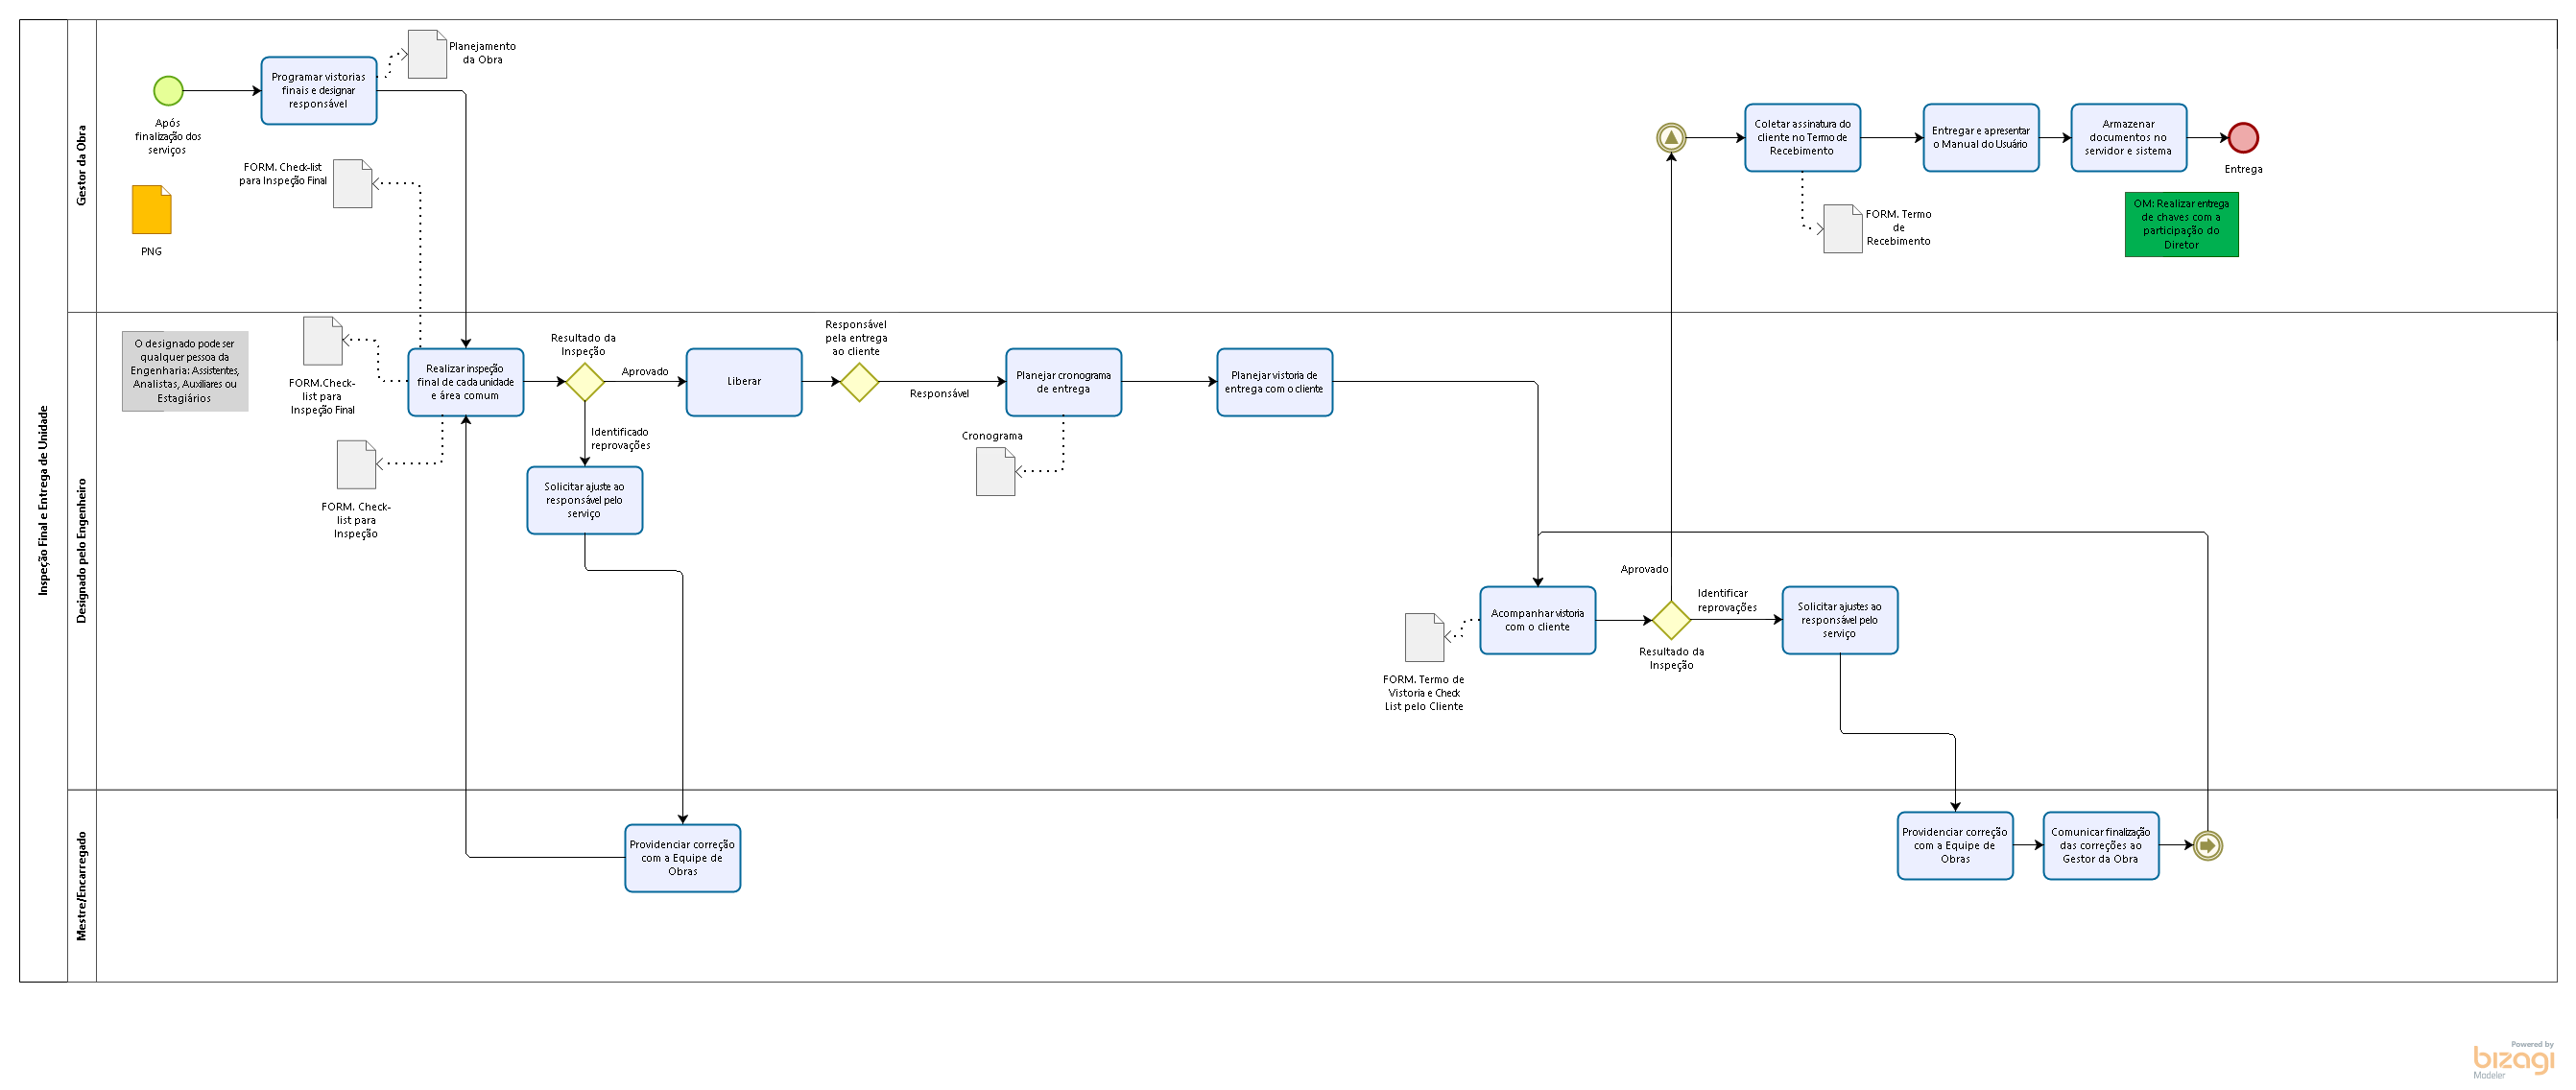 Inspeção Final e Entrega de Unidade
Gestor da Obra
Após
finalização dos
serviços
Programar vistorias
finais e designar
responsável
Planejamento
da Obra
FORM. Check-list
para Inspeção Final
PNG
Coletar assinatura do
cliente no Termo de
Recebimento
Entregar e apresentar
o Manual do Usuário
Armazenar
documentos no
servidor e sistema
Entrega
FORM. Termo
de
Recebimento
OM: Realizar entrega
de chaves com a
participação do
Diretor
Designado pelo Engenheiro
O designado pode ser
qualquer pessoa da
Engenharia: Assistentes,
Analistas, Auxiliares ou
Estagiários
FORM.Check-
list para
Inspeção Final
FORM. Check-
list para
Inspeção
Realizar inspeção
final de cada unidade
e área comum
Resultado da
Inspeção
Aprovado
Identificado
reprovações
Solicitar ajuste ao
responsável pelo
serviço
Liberar
Responsável
pela entrega
ao cliente
Responsável
Planejar cronograma
de entrega
Cronograma
Planejar vistoria de
entrega com o cliente
Acompanhar vistoria
com o cliente
FORM. Termo de
Vistoria e Check
List pelo Cliente
Aprovado
Resultado da
Inspeção
Identificar
reprovações
Solicitar ajustes ao
responsável pelo
serviço
Mestre/Encarregado
Providenciar correção
com a Equipe de
Obras
Providenciar correção
com a Equipe de
Obras
Comunicar finalização
das correções ao
Gestor da Obra
Powered by
bizagi
Modeler